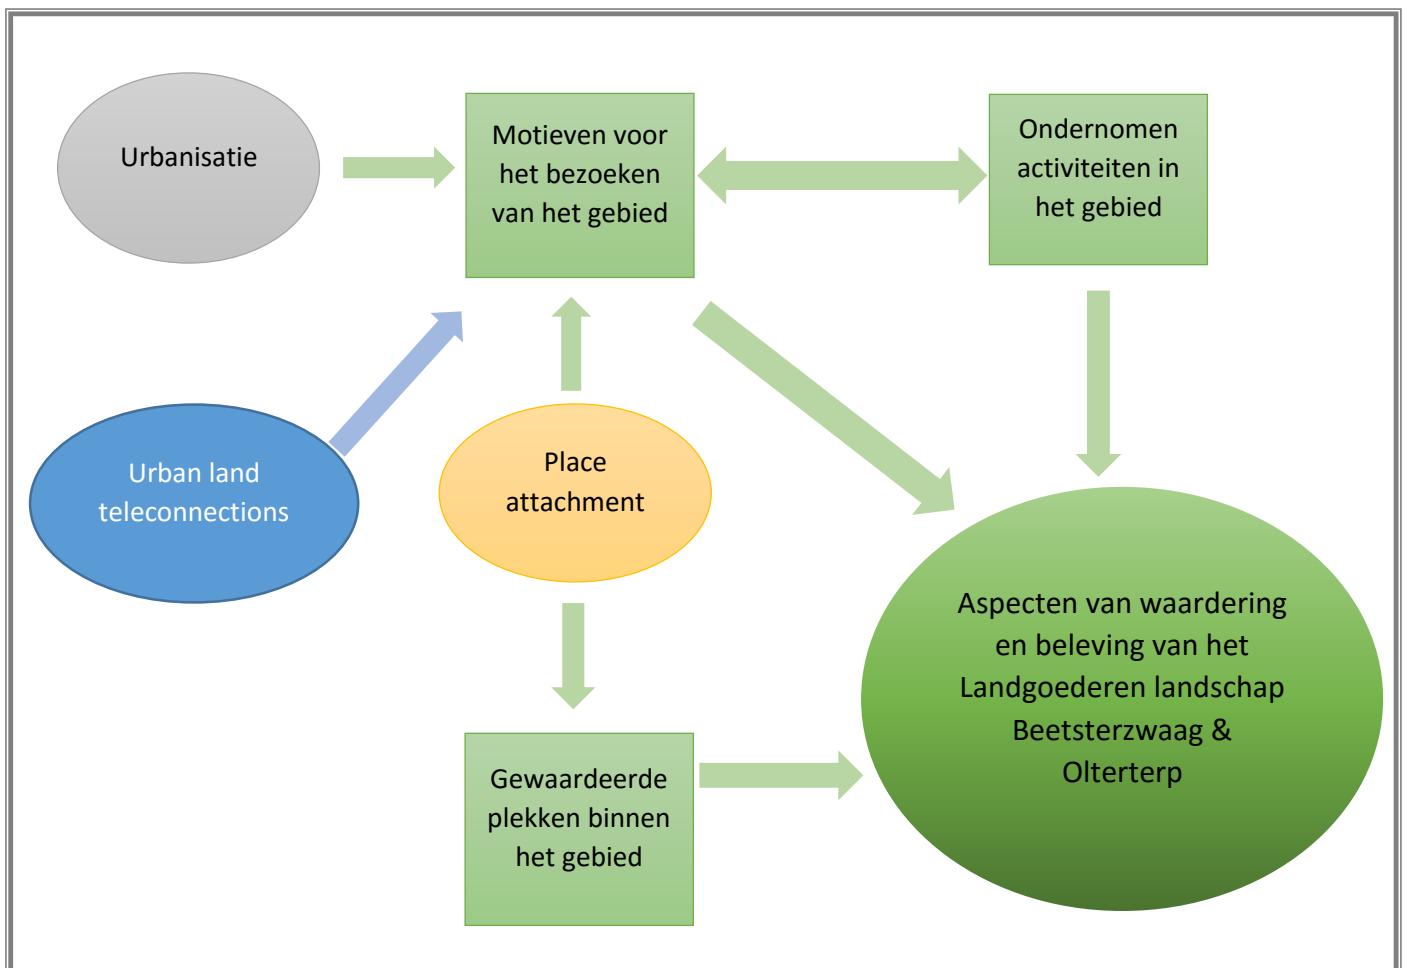 Urbanisatie
Motieven voor
het bezoeken
van het gebied
Ondernomen
activiteiten in
het gebied
Urban land
teleconnections
Place
attachment
Aspecten van waardering
en beleving van het
Landgoederen landschap
Beetsterzwaag &
Olterterp
Gewaardeerde
plekken binnen
het gebied